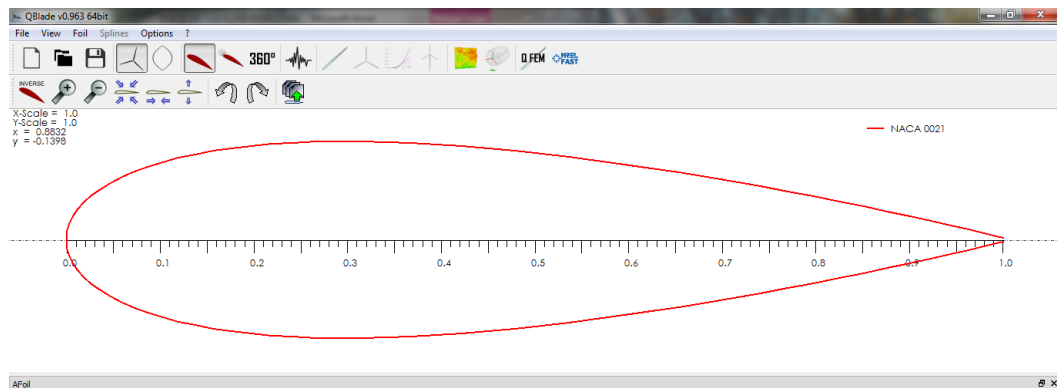 QBlade v0.963 64bit
File View Foil Splines Options ?
360° Q FEM NREL FAST
INVERSE
X-Scale = 1.0
Y-Scale = 1.0
x = 0.8832
y = -0.1398
NACA 0021
0.0 0.1 0.2 0.3 0.4 0.5 0.6 0.7 0.8 0.9 1.0
AFoil